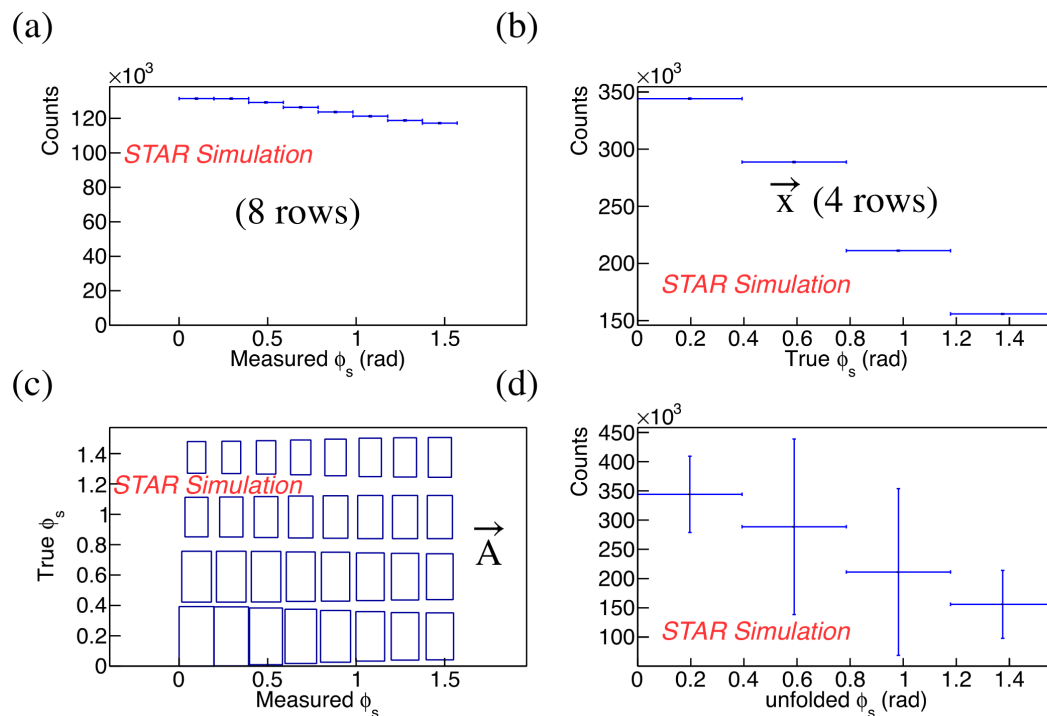 (a)
×10³
Counts
120
100
80
60
40
20
0
STAR Simulation
(8 rows)
0 0.5 1 1.5
Measured ϕₛ (rad)
(b)
×10³
Counts
350
300
250
200
150
x (4 rows)
STAR Simulation
0 0.2 0.4 0.6 0.8 1 1.2 1.4
True ϕₛ (rad)
(c)
True ϕₛ
1.4
1.2
1
0.8
0.6
0.4
0.2
0
STAR Simulation
A
0 0.5 1 1.5
Measured ϕₛ
(d)
×10³
Counts
450
400
350
300
250
200
150
100
STAR Simulation
0 0.2 0.4 0.6 0.8 1 1.2 1.4
unfolded ϕₛ (rad)